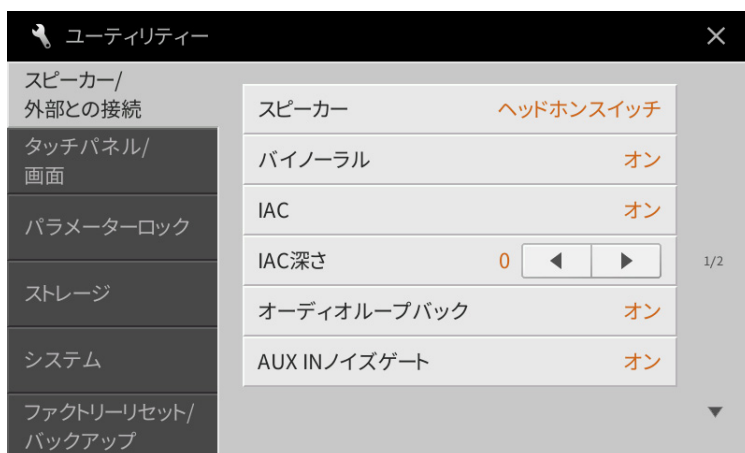 ユーティリティー
スピーカー/
外部との接続
タッチパネル/
画面
パラメーターロック
ストレージ
システム
ファクトリーリセット/
バックアップ
スピーカー ヘッドホンスイッチ
バイノーラル オン
IAC オン
IAC深さ 0
オーディオループバック オン
AUX INノイズゲート オン
1/2